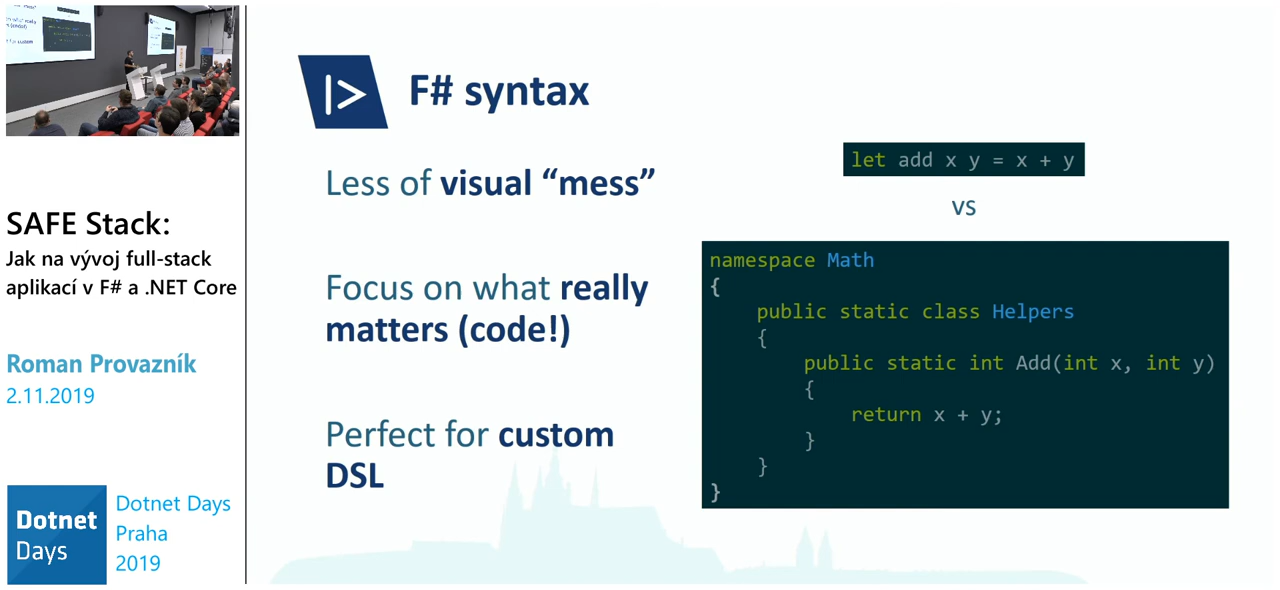 SAFE Stack:
Jak na vývoj full-stack
aplikací v F# a .NET Core
Roman Provazník
2.11.2019
Dotnet
Days
Dotnet Days
Praha
2019
|> F# syntax
Less of visual “mess”
Focus on what really
matters (code!)
Perfect for custom
DSL
let add x y = x + y
vs
namespace Math
{
public static class Helpers
{
public static int Add(int x, int y)
{
return x + y;
}
}
}